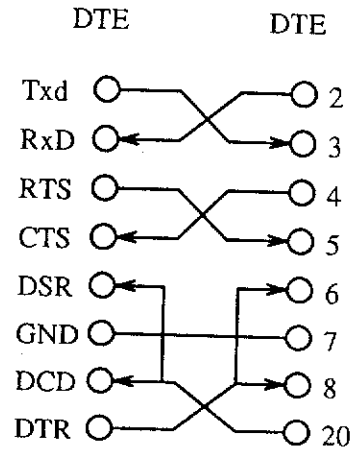 DTE DTE
Txd 2
RxD 3
RTS 4
CTS 5
DSR 6
GND 7
DCD 8
DTR 20